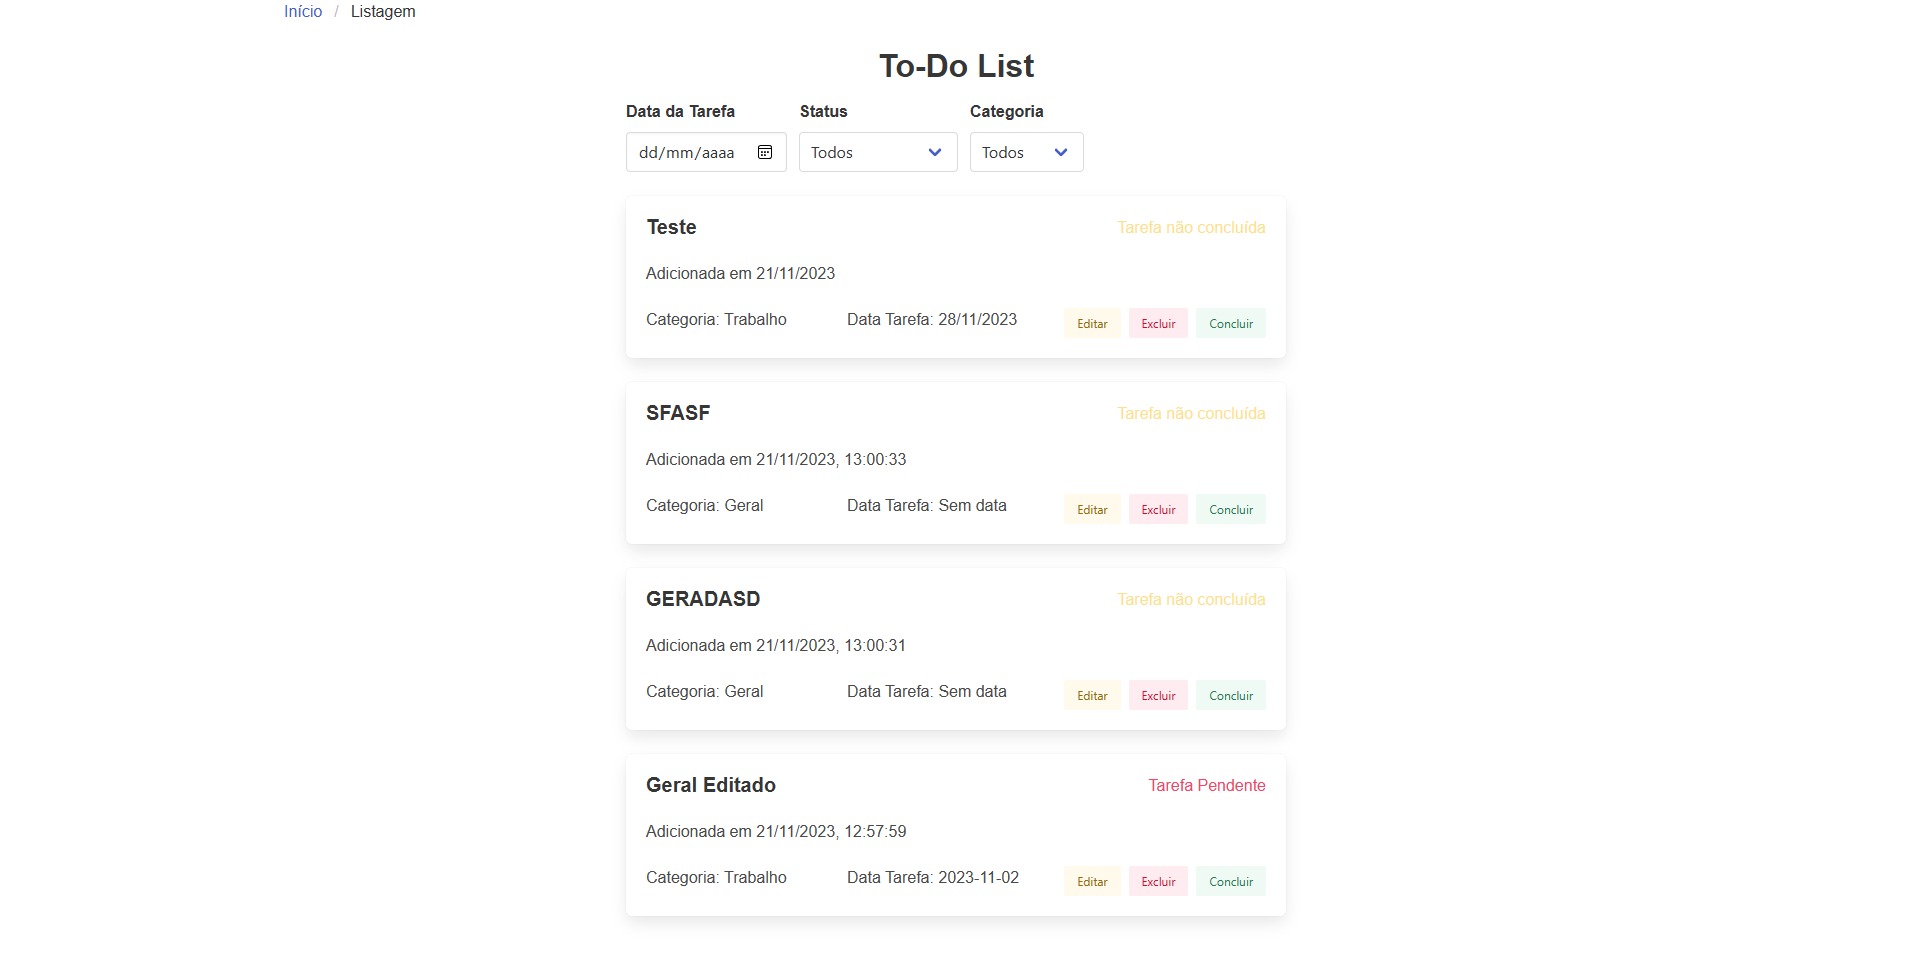 Início / Listagem
To-Do List
Data da Tarefa Status Categoria
dd/mm/aaaa Todos Todos
Teste Tarefa não concluída
Adicionada em 21/11/2023
Categoria: Trabalho Data Tarefa: 28/11/2023 Editar Excluir Concluir
SFASF Tarefa não concluída
Adicionada em 21/11/2023, 13:00:33
Categoria: Geral Data Tarefa: Sem data Editar Excluir Concluir
GERADASD Tarefa não concluída
Adicionada em 21/11/2023, 13:00:31
Categoria: Geral Data Tarefa: Sem data Editar Excluir Concluir
Geral Editado Tarefa Pendente
Adicionada em 21/11/2023, 12:57:59
Categoria: Trabalho Data Tarefa: 2023-11-02 Editar Excluir Concluir